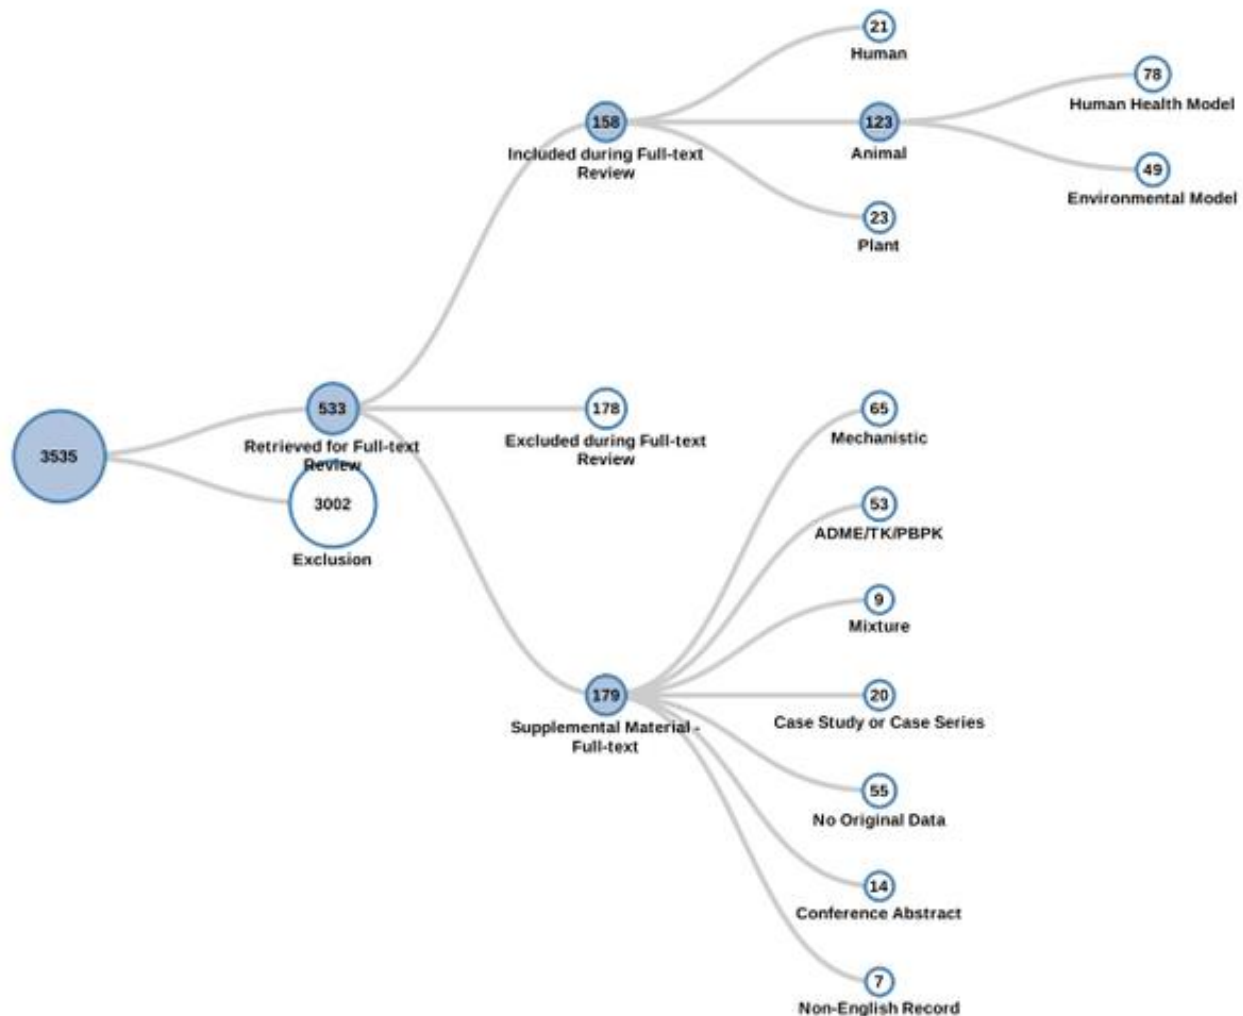 21
Human
78
Human Health Model
158
Included during Full-text
Review
123
Animal
49
Environmental Model
23
Plant
3535
533
Retrieved for Full-text
Review
3002
Exclusion
178
Excluded during Full-text
Review
65
Mechanistic
53
ADME/TK/PBPK
9
Mixture
179
Supplemental Material -
Full-text
20
Case Study or Case Series
55
No Original Data
14
Conference Abstract
7
Non-English Record